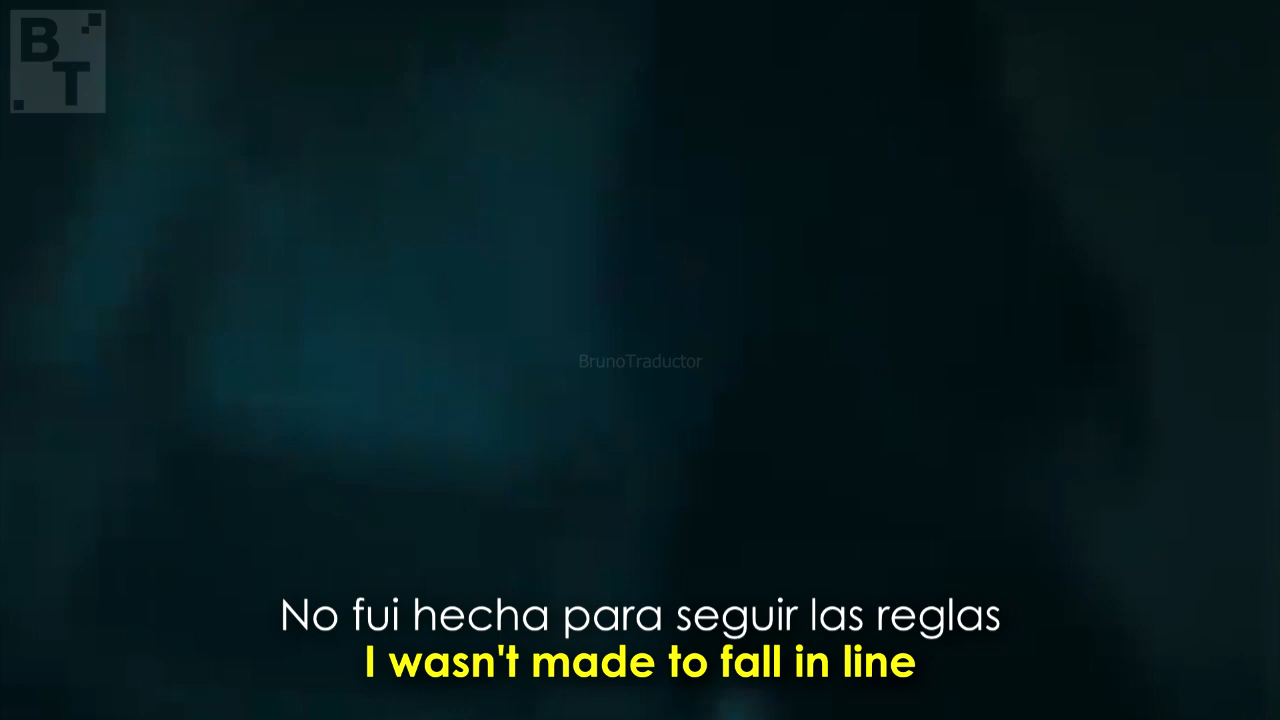 B
T
BrunoTraductor
No fui hecha para seguir las reglas
I wasn't made to fall in line